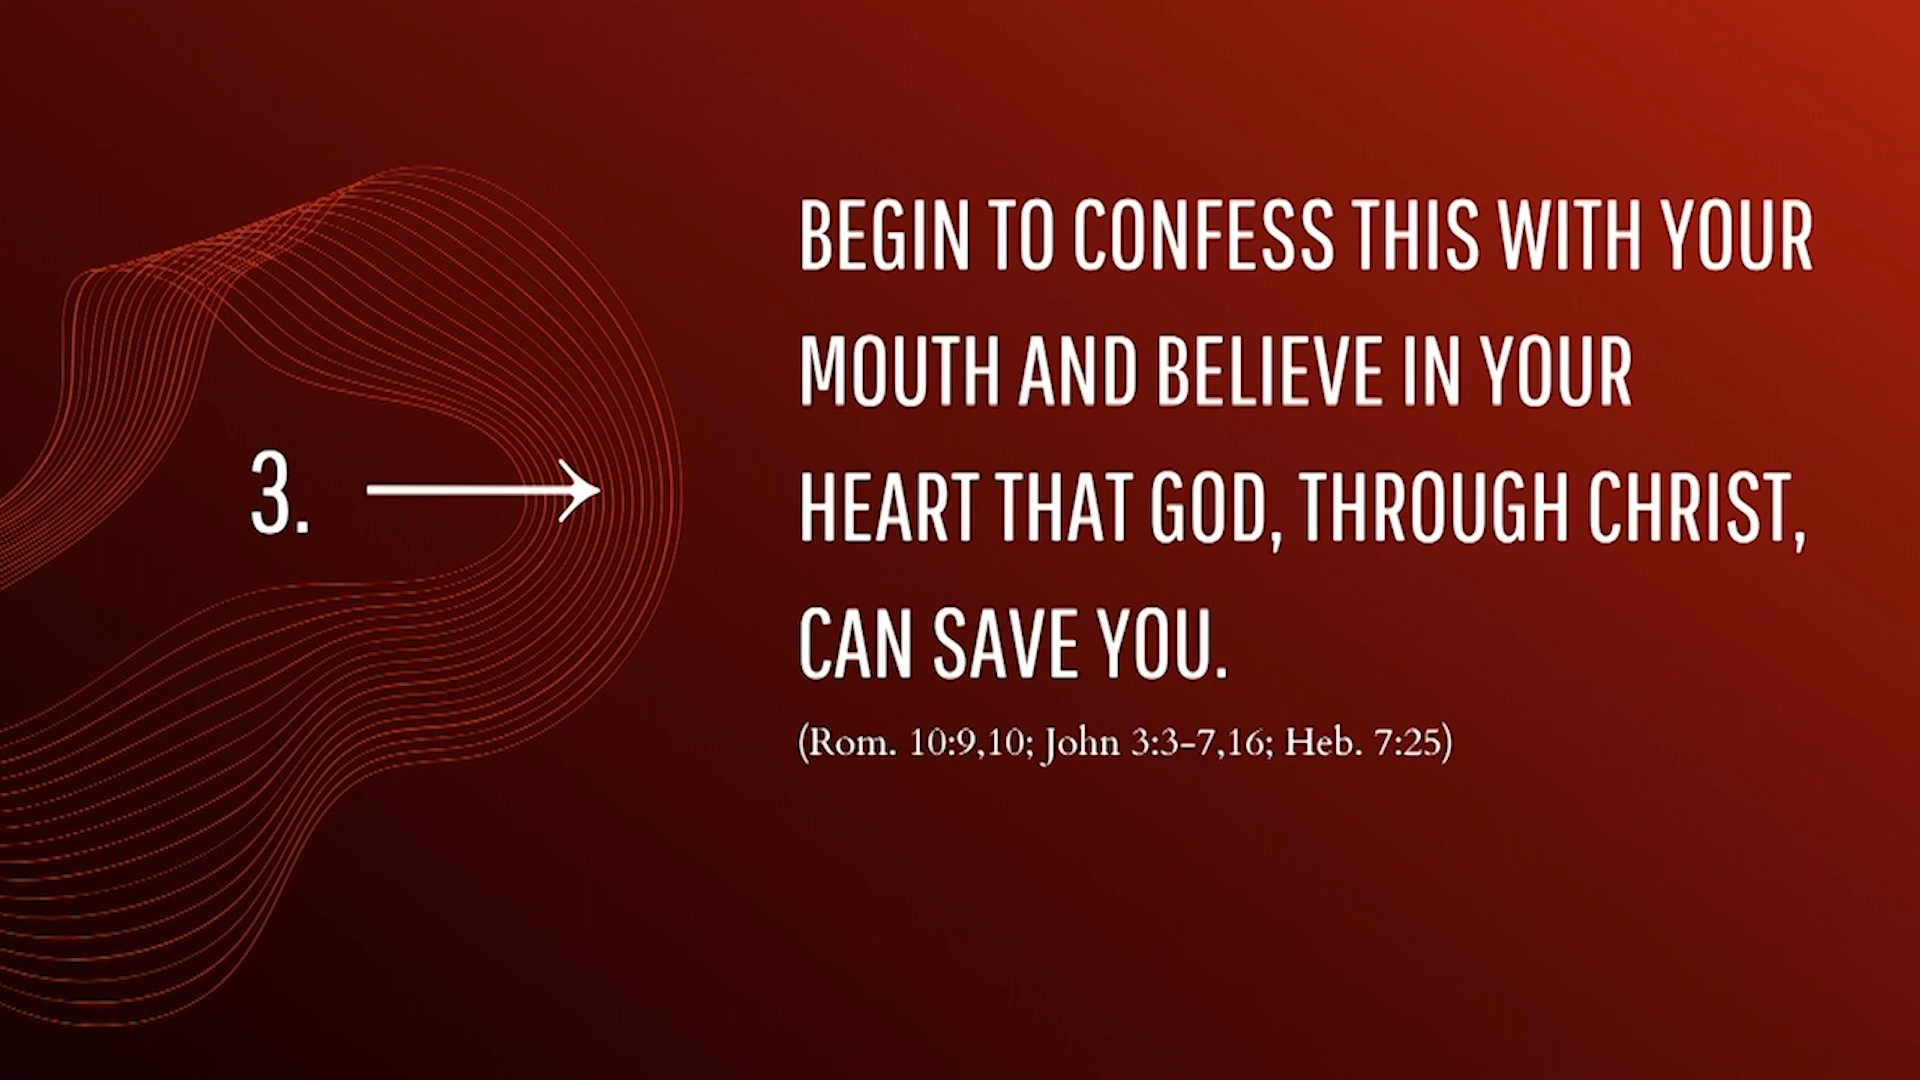 3.
BEGIN TO CONFESS THIS WITH YOUR
MOUTH AND BELIEVE IN YOUR
HEART THAT GOD, THROUGH CHRIST,
CAN SAVE YOU.
(Rom. 10:9,10; John 3:3-7,16; Heb. 7:25)